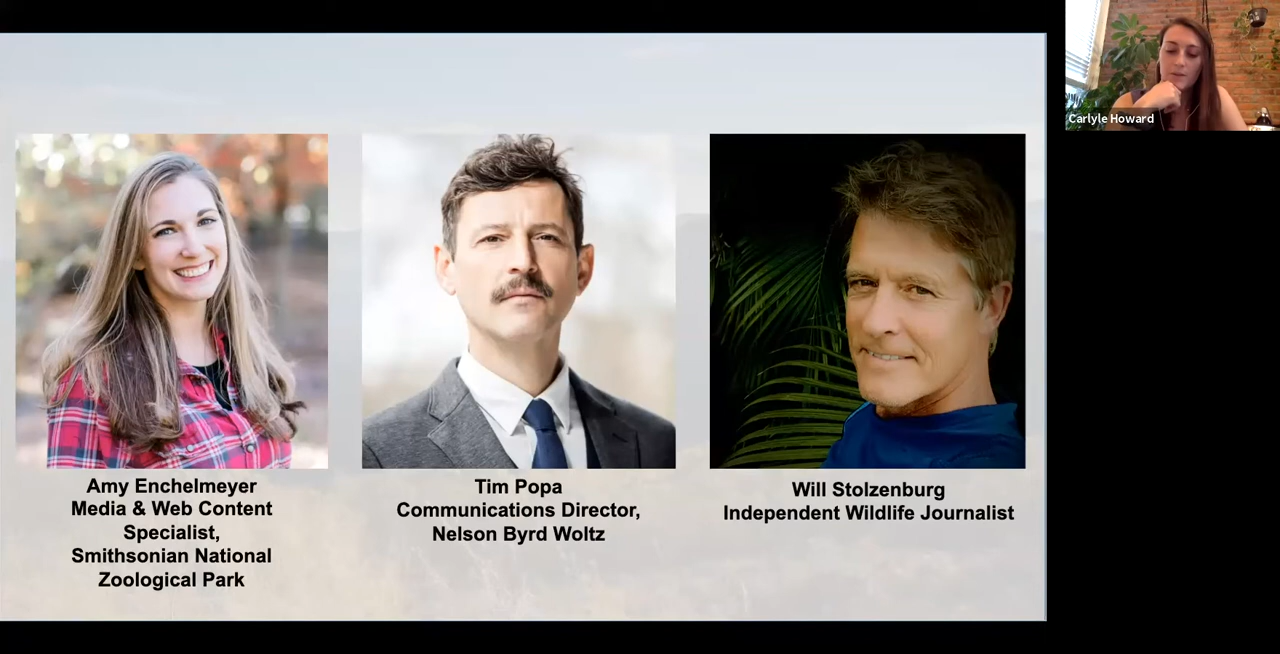 Carlyle Howard
Amy Enchelmeyer
Media & Web Content
Specialist,
Smithsonian National
Zoological Park
Tim Popa
Communications Director,
Nelson Byrd Woltz
Will Stolzenburg
Independent Wildlife Journalist